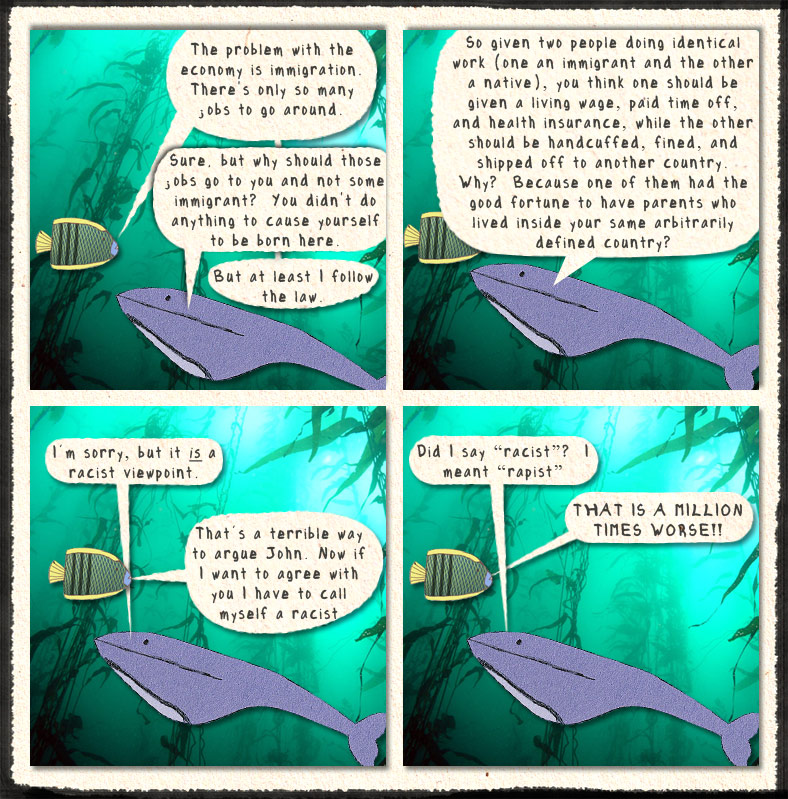 The problem with the
economy is immigration.
There's only so many
jobs to go around.
Sure, but why should those
jobs go to you and not some
immigrant? You didn't do
anything to cause yourself
to be born here.
But at least I follow
the law.
So given two people doing identical
work (one an immigrant and the other
a native), you think one should be
given a living wage, paid time off,
and health insurance, while the other
should be handcuffed, fined, and
shipped off to another country.
Why? Because one of them had the
good fortune to have parents who
lived inside your same arbitrarily
defined country?
I'm sorry, but it is a
racist viewpoint.
That's a terrible way
to argue John. Now if
I want to agree with
you I have to call
myself a racist
Did I say "racist"? I
meant "rapist"
THAT IS A MILLION
TIMES WORSE!!